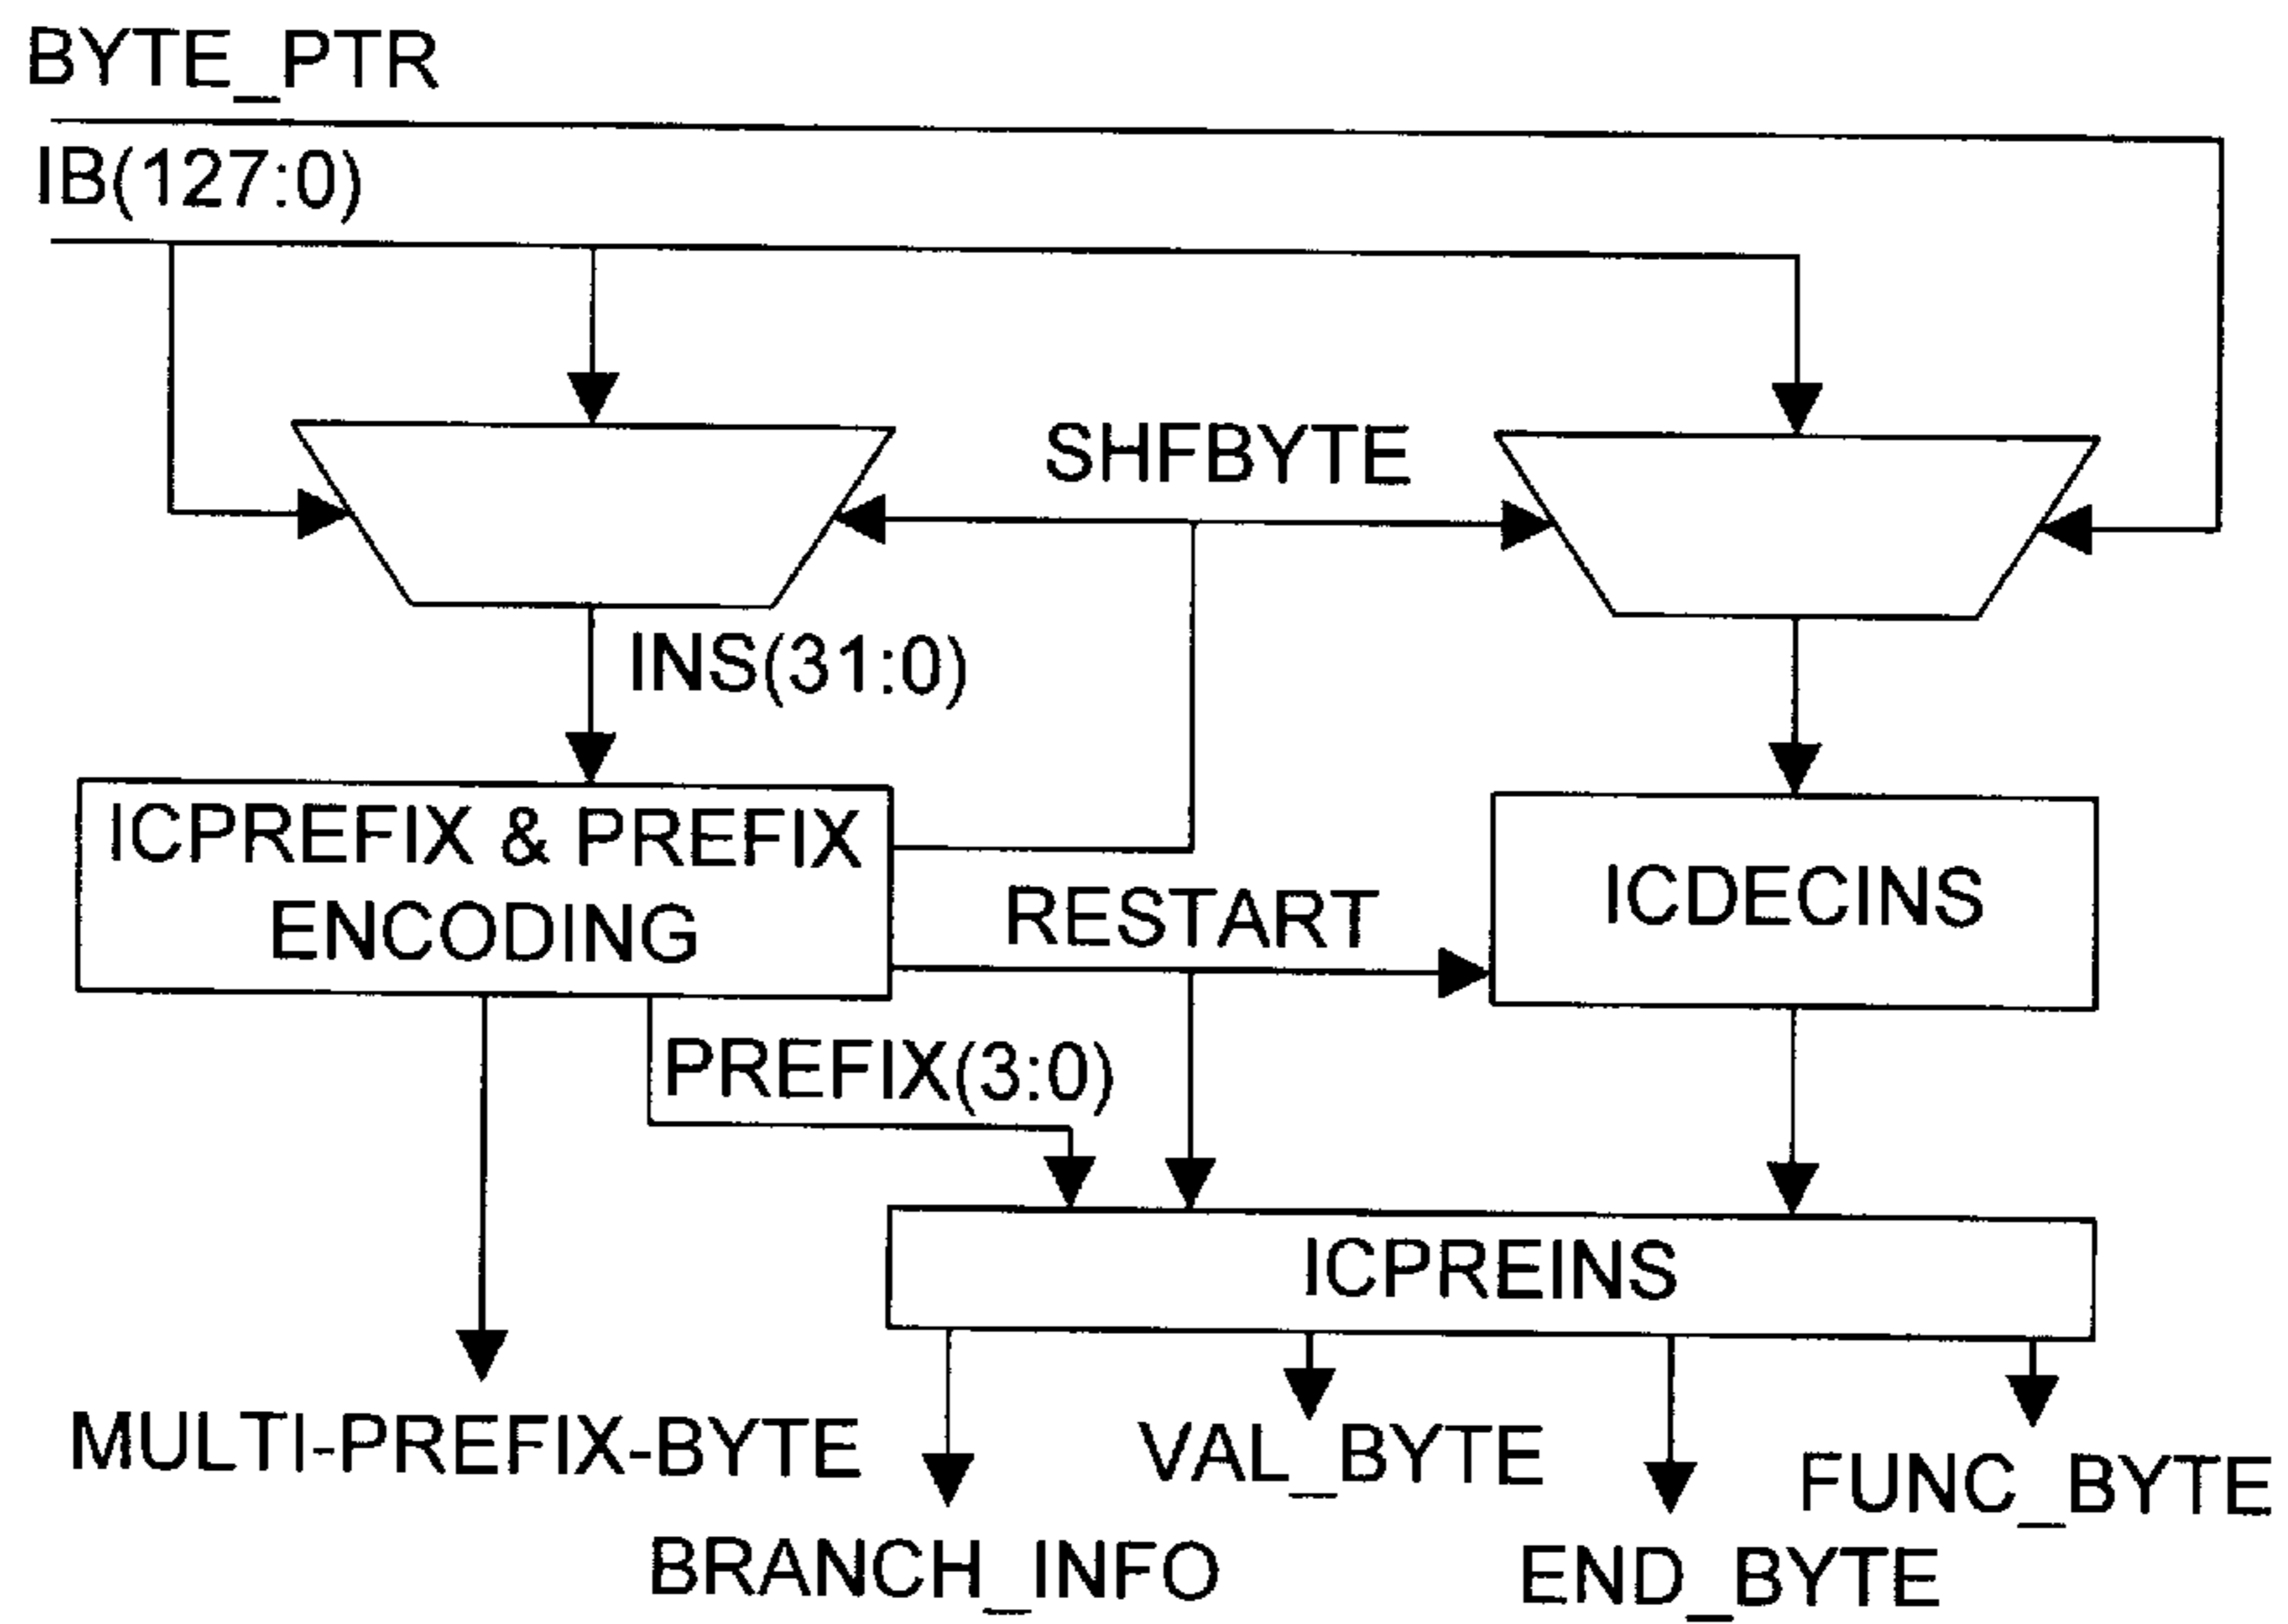 BYTE_PTR
IB(127:0)
SHFBYTE
INS(31:0)
ICPREFIX & PREFIX
ENCODING
RESTART
ICDECINS
PREFIX(3:0)
ICPREINS
MULTI-PREFIX-BYTE
VAL_BYTE
FUNC_BYTE
BRANCH_INFO
END_BYTE